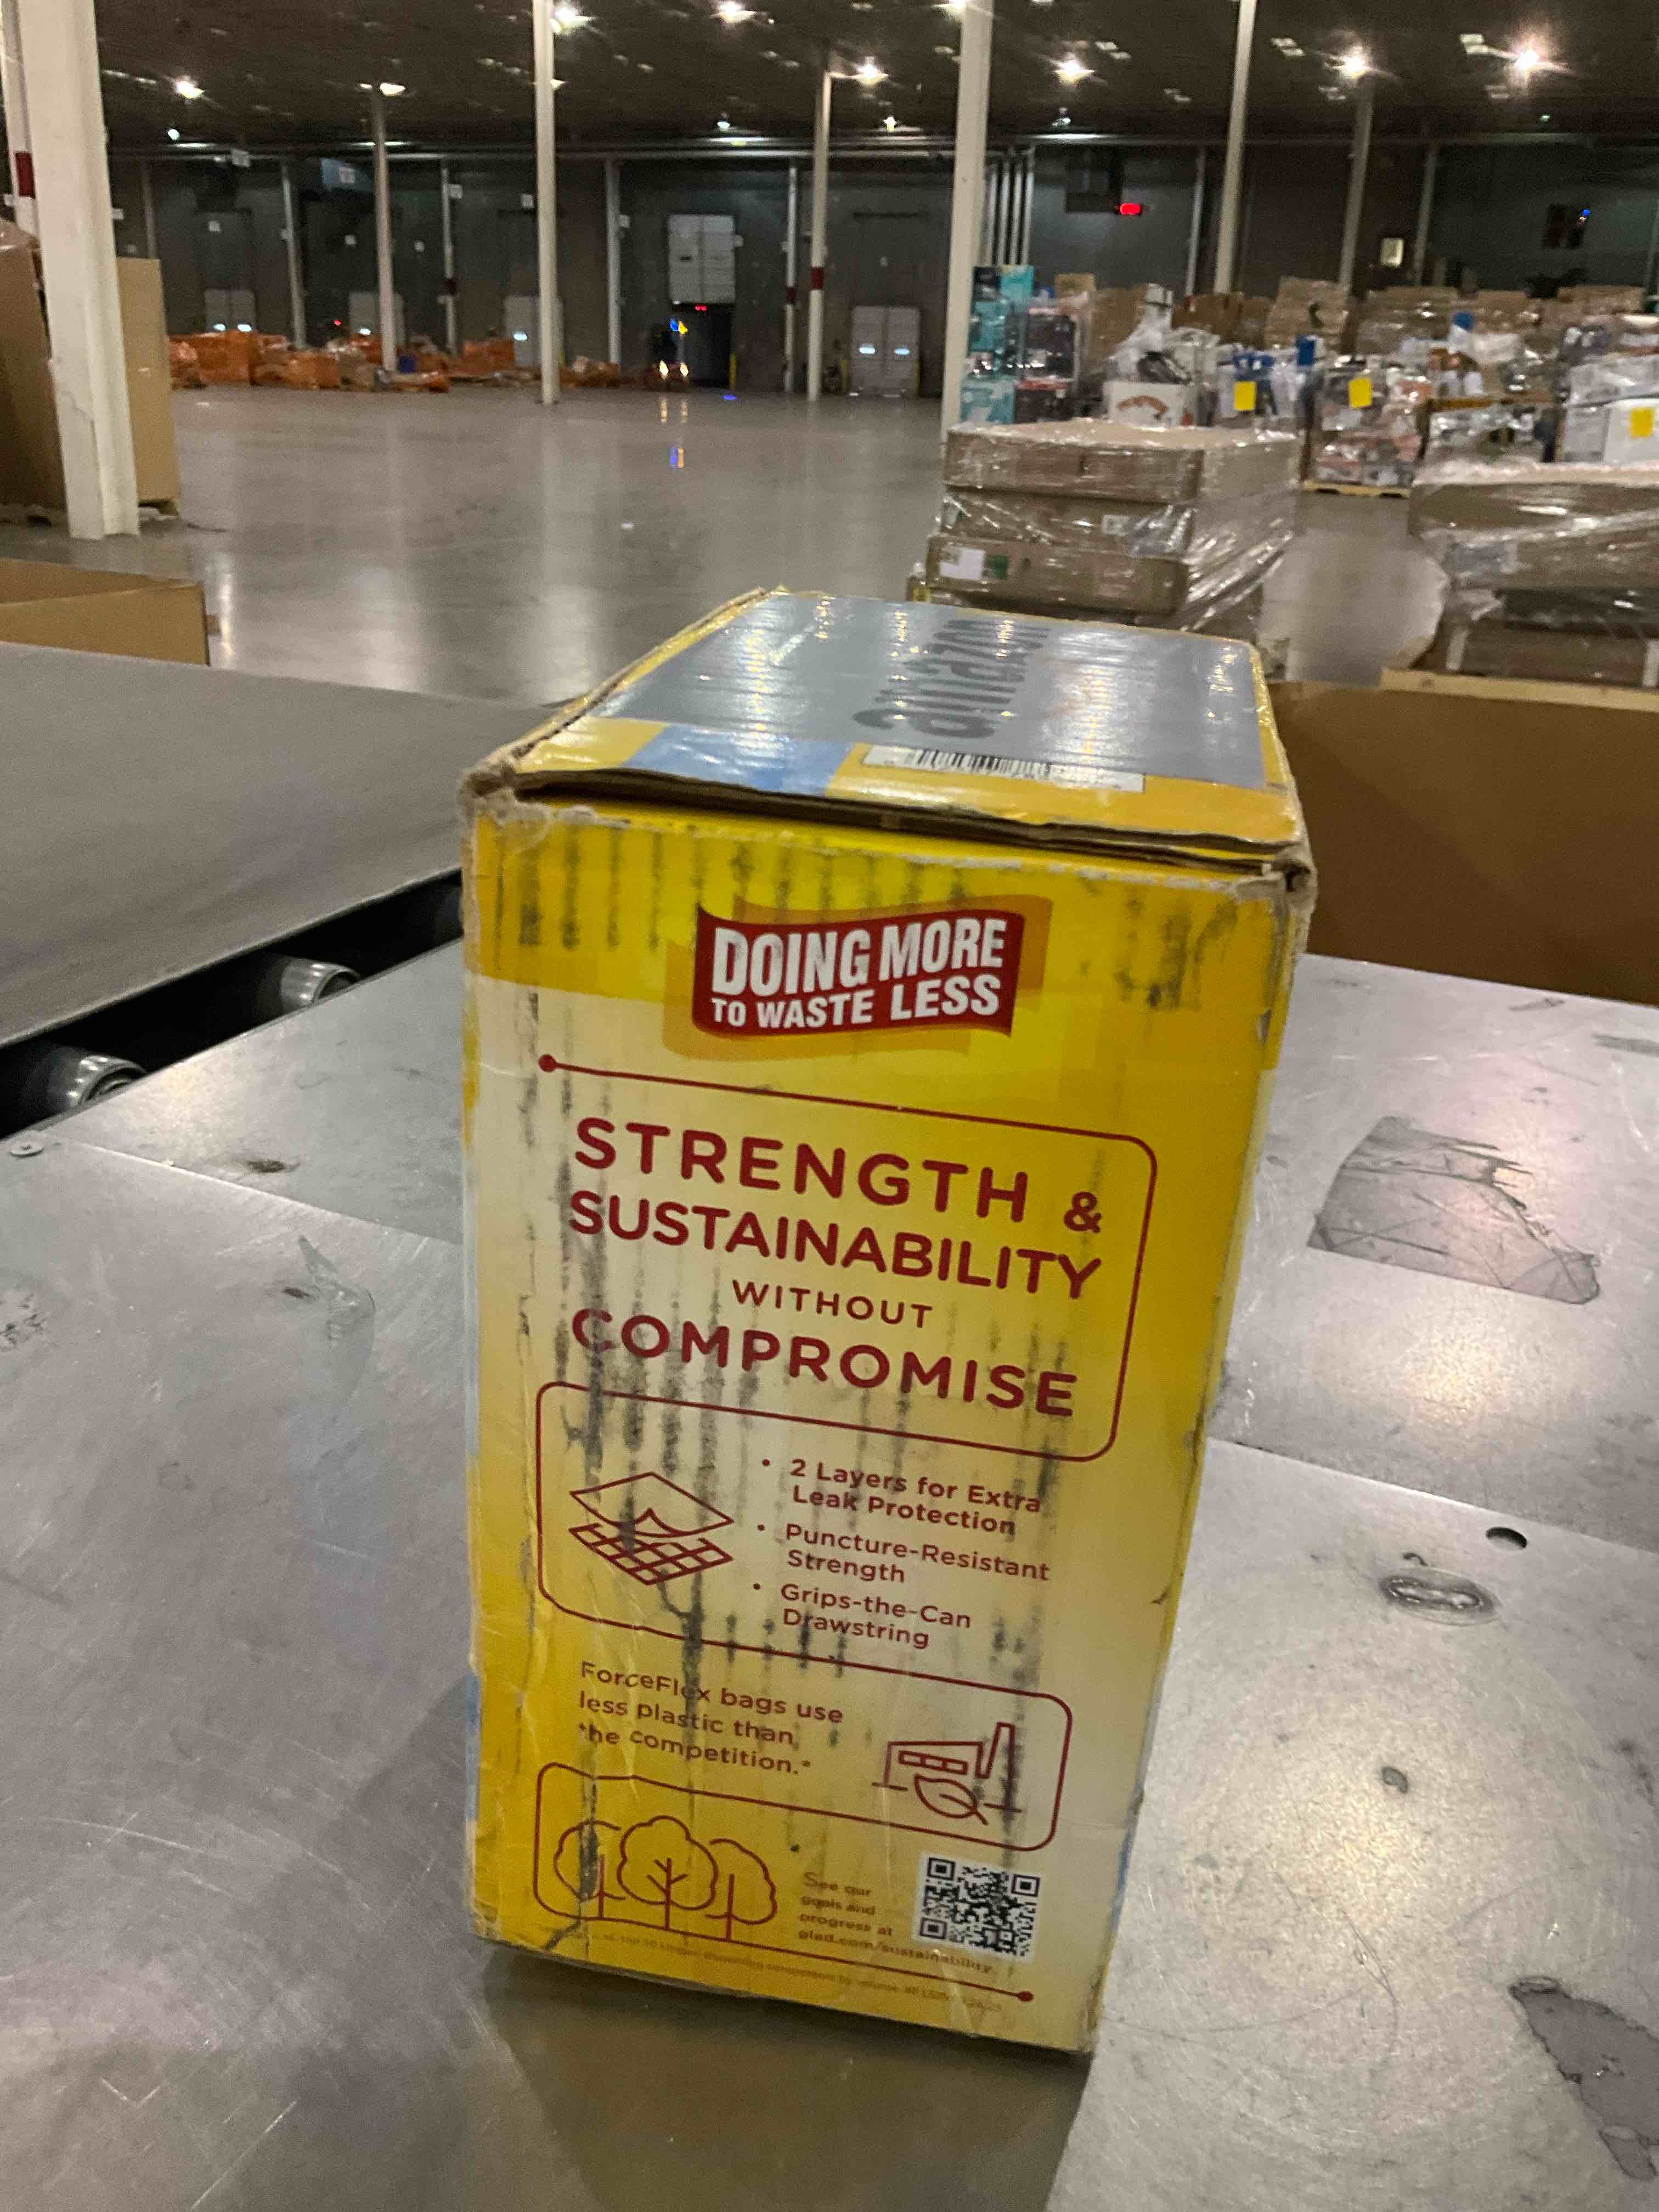 amazon
DOING MORE
TO WASTE LESS
STRENGTH &
SUSTAINABILITY
WITHOUT
COMPROMISE
• 2 Layers for Extra
Leak Protection
• Puncture-Resistant
Strength
• Grips-the-Can
Drawstring
ForceFlex bags use
less plastic than
the competition.*
See our
goals and
progress at
glad.com/sustainability.